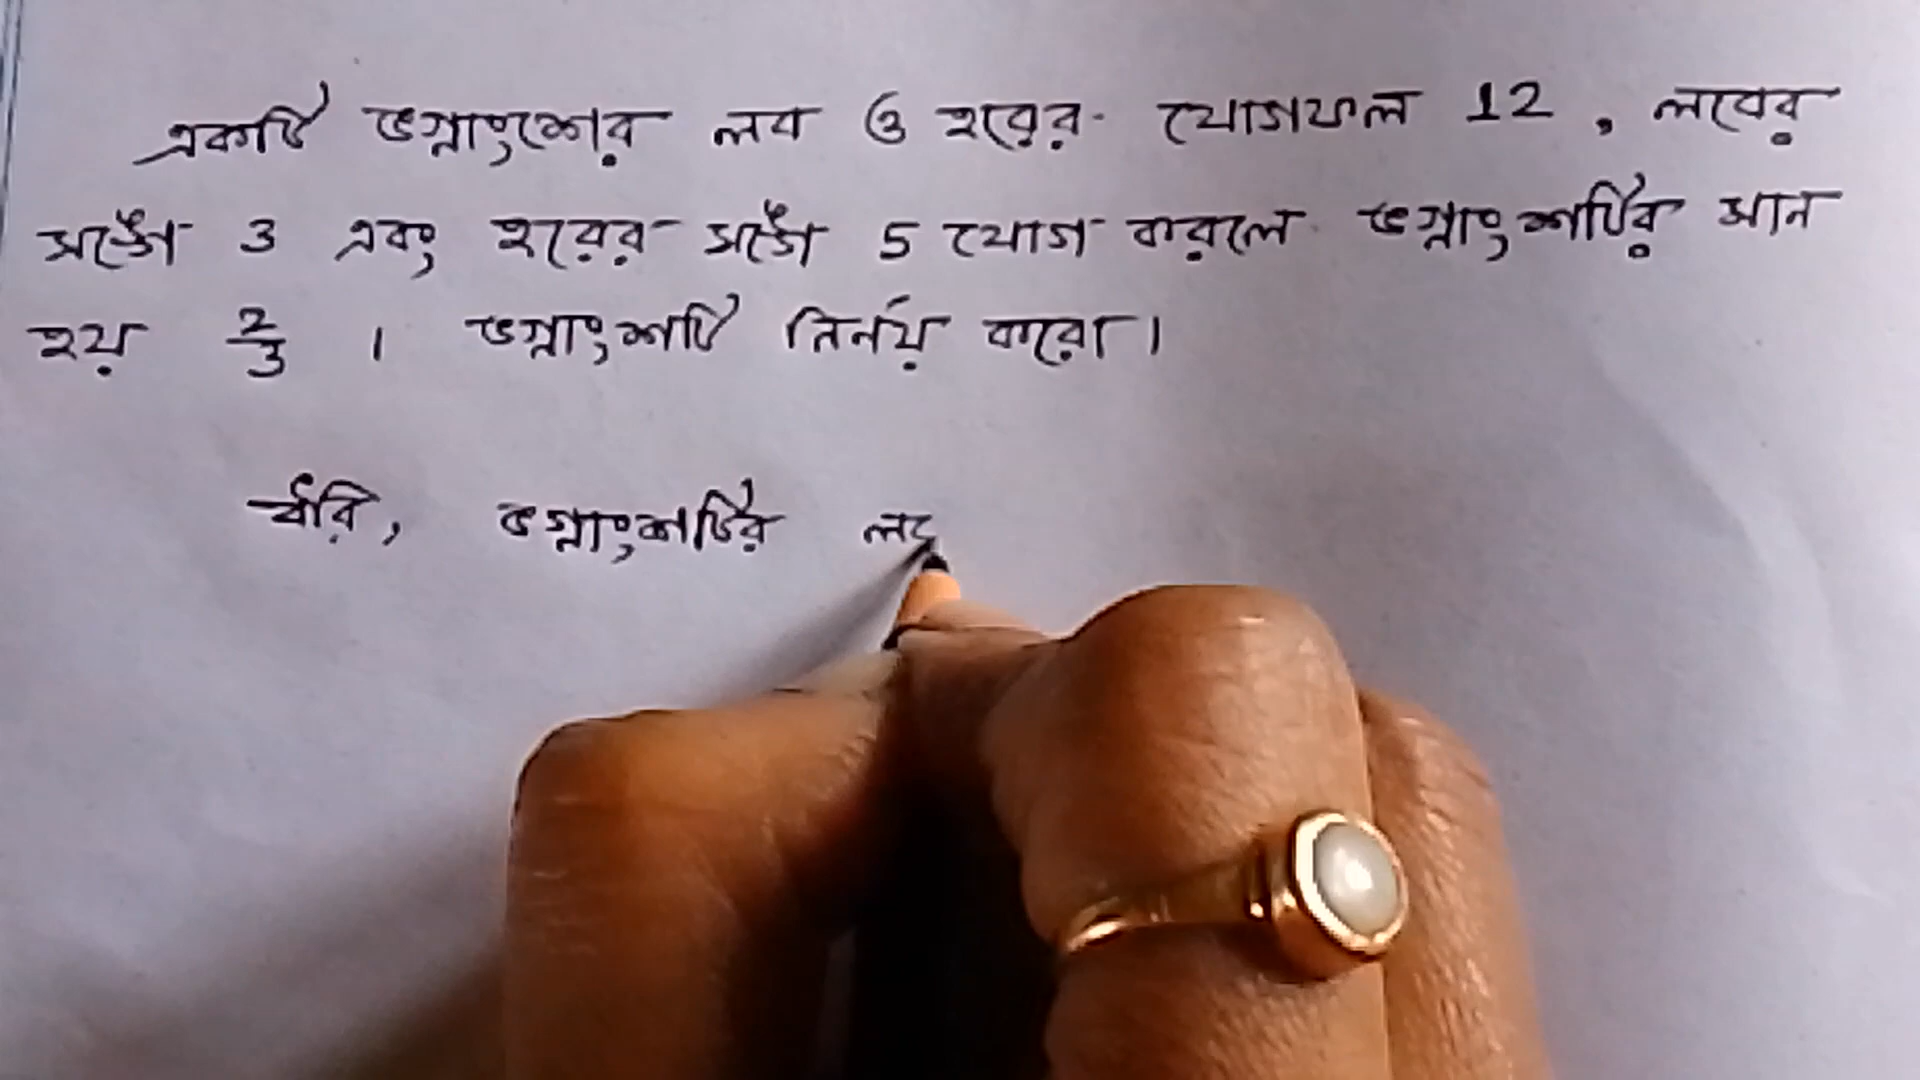 একটি ভগ্নাংশের লব ও হরের যোগফল 12, লবের
সঙ্গে 3 এবং হরের সঙ্গে 5 যোগ করলে ভগ্নাংশটির মান
হয় 2/3 । ভগ্নাংশটি নির্নয় করো।
ধরি, ভগ্নাংশটির